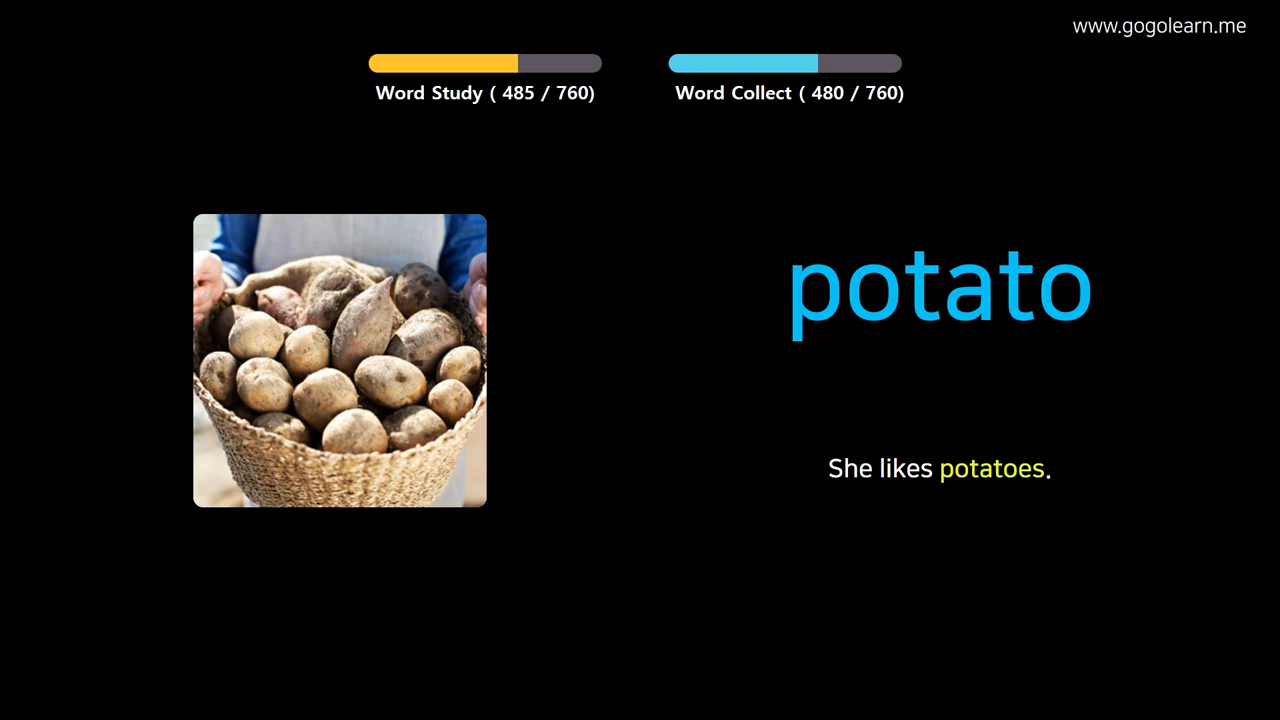 www.gogolearn.me
Word Study ( 485 / 760)
Word Collect ( 480 / 760)
potato
She likes potatoes.